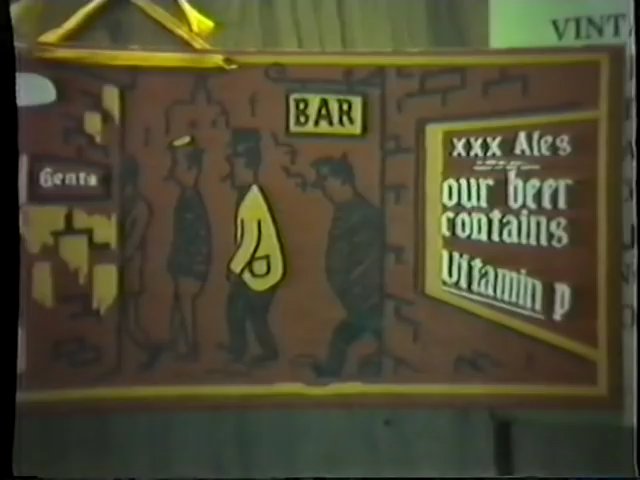 VINT
BAR
Gents
xxx Ales
our beer
contains
Vitamin p